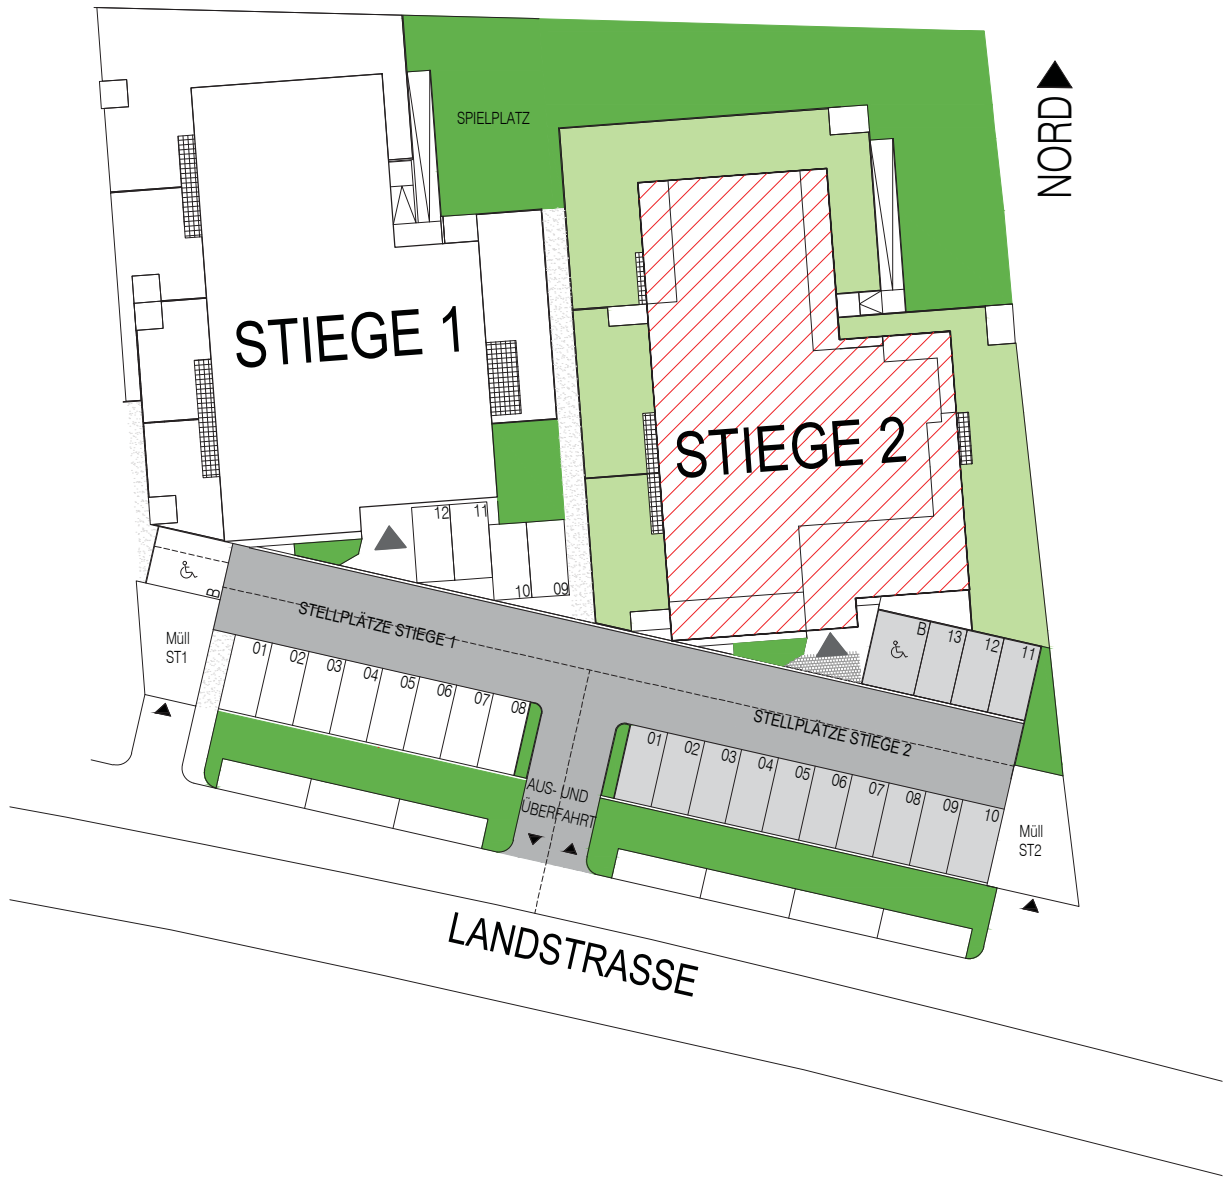 SPIELPLATZ
NORD
STIEGE 1
STIEGE 2
12
11
10
09
B
Müll
ST1
STELLPLÄTZE STIEGE 1
01
02
03
04
05
06
07
08
B
13
12
11
STELLPLÄTZE STIEGE 2
01
02
03
04
05
06
07
08
09
10
AUS- UND
ÜBERFAHRT
Müll
ST2
LANDSTRASSE